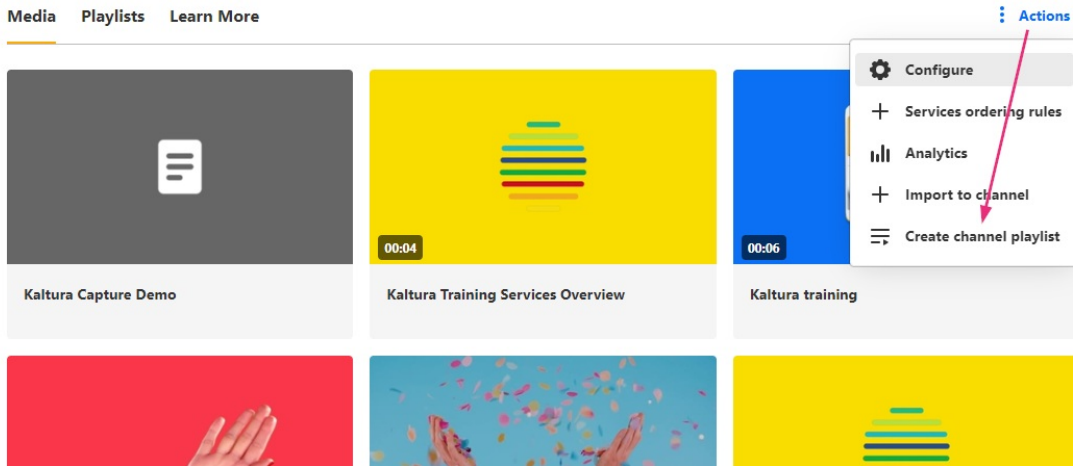 Media Playlists Learn More Actions
Configure
Services ordering rules
Analytics
Import to channel
Create channel playlist
00:04 00:06
Kaltura Capture Demo Kaltura Training Services Overview Kaltura training